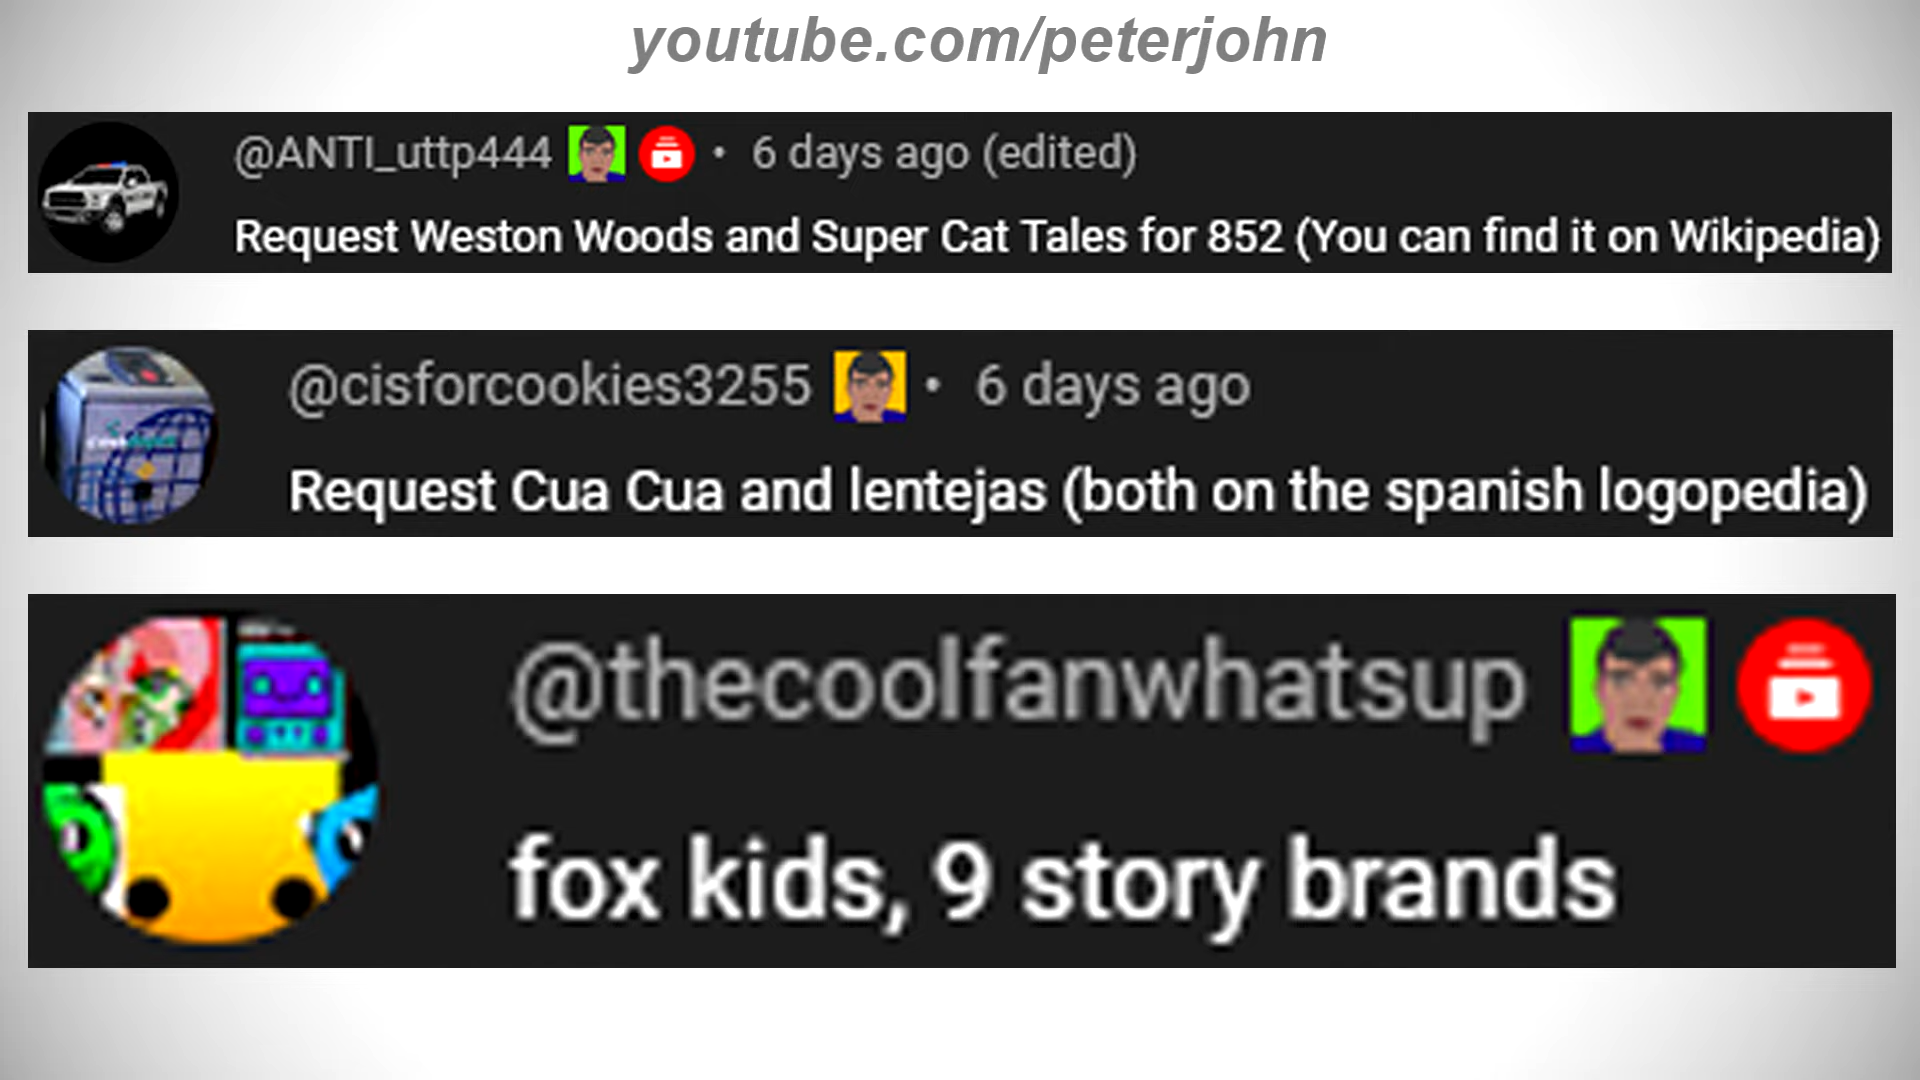 youtube.com/peterjohn
@ANTI_uttp444 • 6 days ago (edited)
Request Weston Woods and Super Cat Tales for 852 (You can find it on Wikipedia)
@cisforcookies3255 • 6 days ago
Request Cua Cua and lentejas (both on the spanish logopedia)
@thecoolfanwhatsup
fox kids, 9 story brands